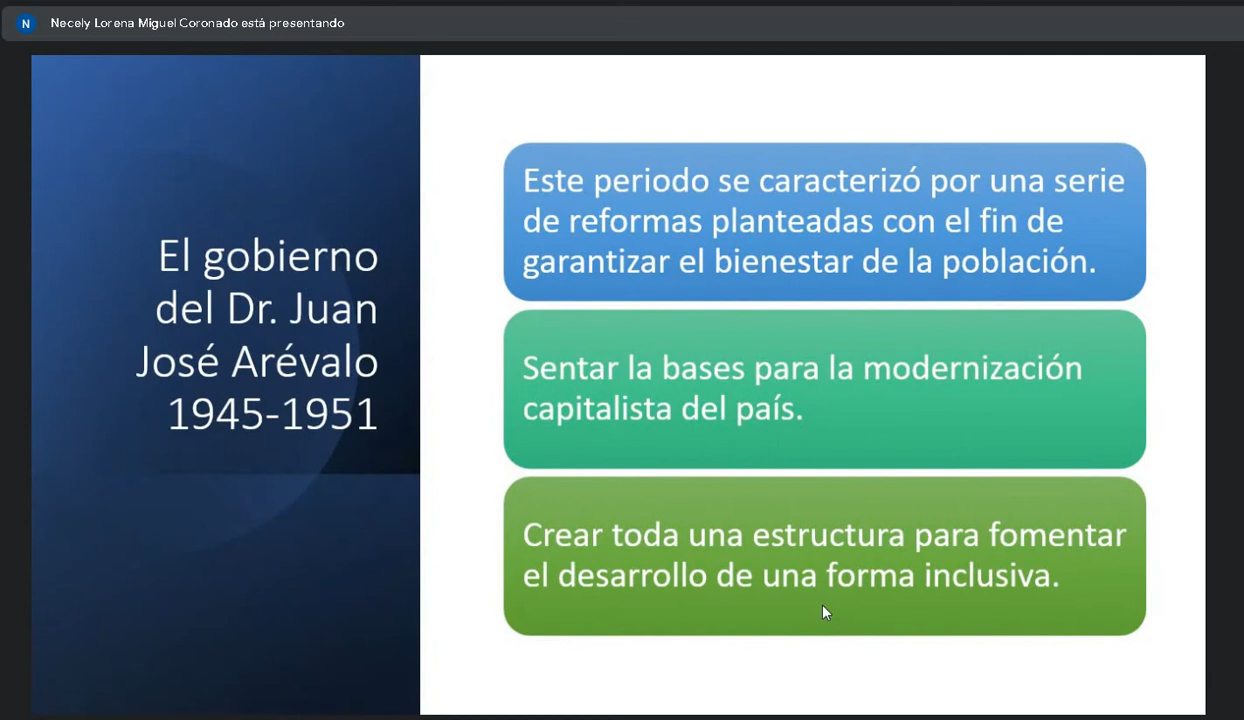 N
Necely Lorena Miguel Coronado está presentando
El gobierno
del Dr. Juan
José Arévalo
1945-1951
Este periodo se caracterizó por una serie
de reformas planteadas con el fin de
garantizar el bienestar de la población.
Sentar la bases para la modernización
capitalista del país.
Crear toda una estructura para fomentar
el desarrollo de una forma inclusiva.